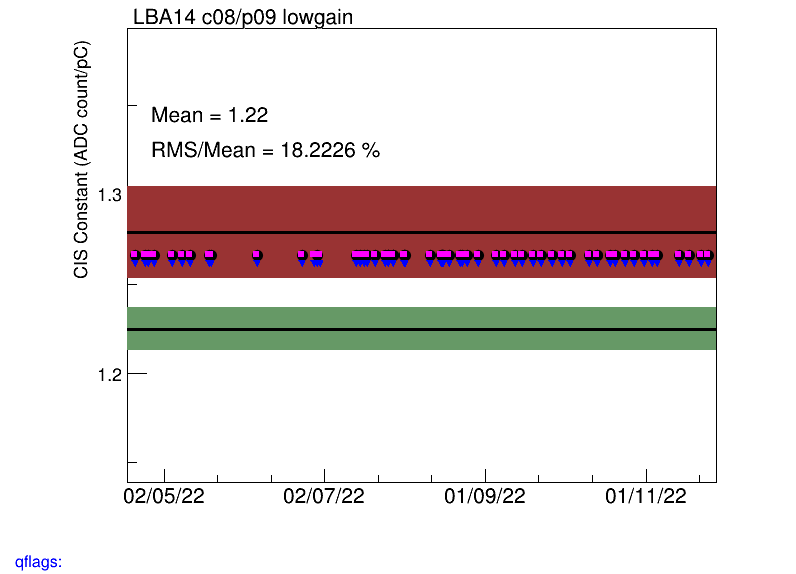 LBA14 c08/p09 lowgain
CIS Constant (ADC count/pC)
Mean = 1.22
RMS/Mean = 18.2226 %
1.3
1.2
02/05/22 02/07/22 01/09/22 01/11/22
qflags: